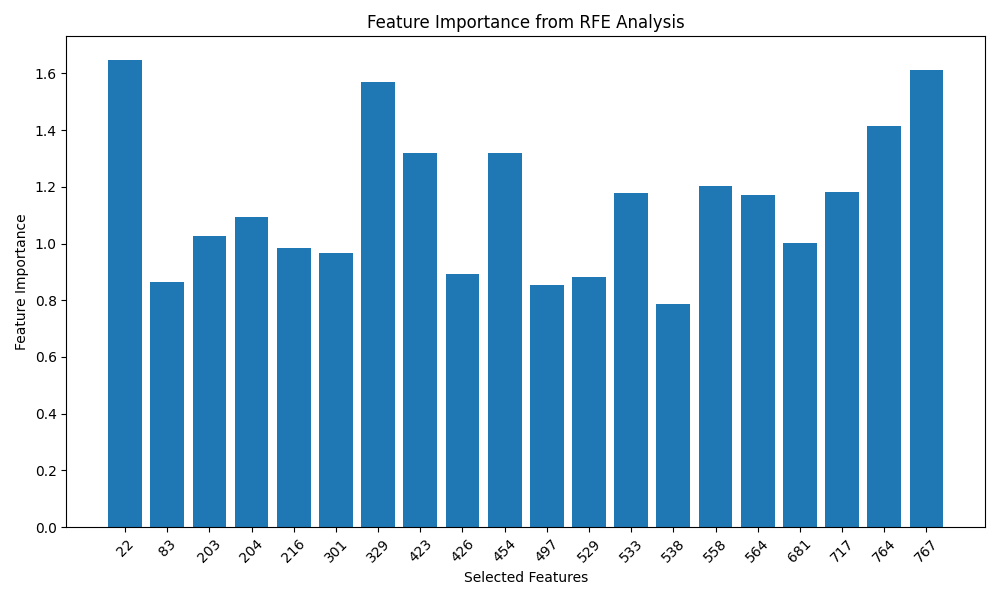 Feature Importance from RFE Analysis
Feature Importance
1.6
1.4
1.2
1.0
0.8
0.6
0.4
0.2
0.0
22 83 203 204 216 301 329 423 426 454 497 529 533 538 558 564 681 717 764 767
Selected Features